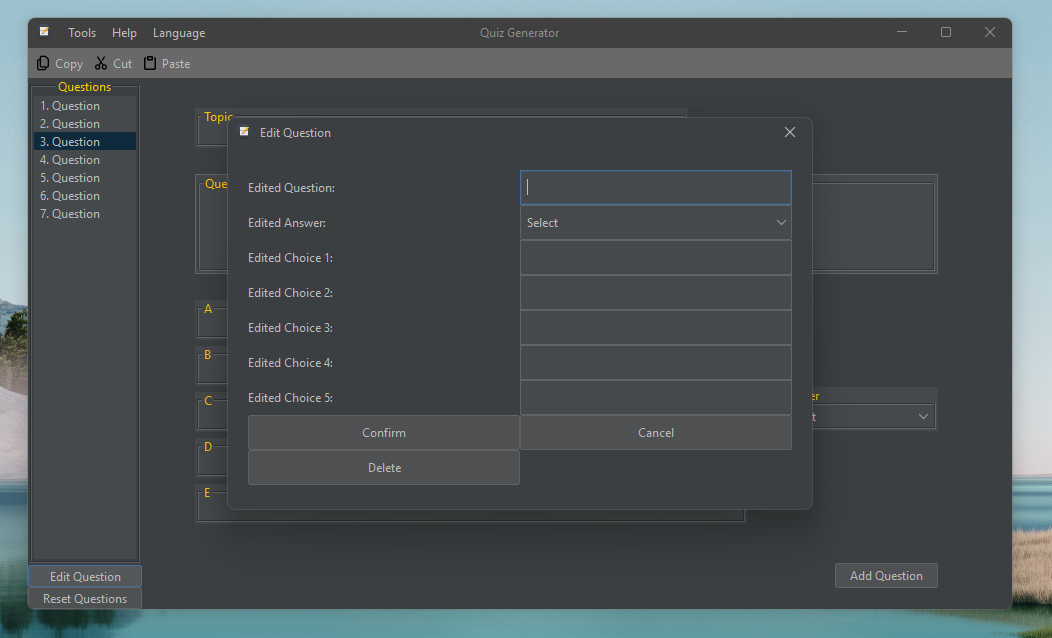 Tools Help Language Quiz Generator
Copy Cut Paste
Questions
1. Question
2. Question
3. Question
4. Question
5. Question
6. Question
7. Question
Edit Question
Reset Questions
Topic
Que
A
B
C
D
E
er
t
Add Question
Edit Question
Edited Question:
Edited Answer: Select
Edited Choice 1:
Edited Choice 2:
Edited Choice 3:
Edited Choice 4:
Edited Choice 5:
Confirm Cancel
Delete